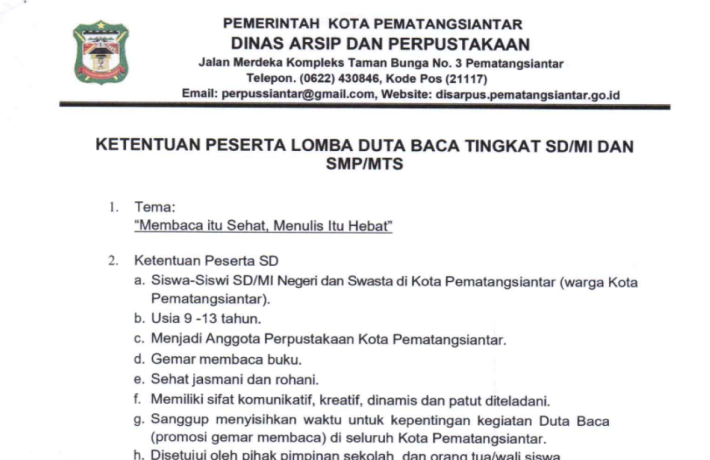 PEMERINTAH KOTA PEMATANGSIANTAR
DINAS ARSIP DAN PERPUSTAKAAN
Jalan Merdeka Kompleks Taman Bunga No. 3 Pematangsiantar
Telepon. (0622) 430846, Kode Pos (21117)
Email: perpussiantar@gmail.com, Website: disarpus.pematangsiantar.go.id
KETENTUAN PESERTA LOMBA DUTA BACA TINGKAT SD/MI DAN
SMP/MTS
1. Tema:
"Membaca itu Sehat, Menulis Itu Hebat"
2. Ketentuan Peserta SD
a. Siswa-Siswi SD/MI Negeri dan Swasta di Kota Pematangsiantar (warga Kota
Pematangsiantar).
b. Usia 9 -13 tahun.
c. Menjadi Anggota Perpustakaan Kota Pematangsiantar.
d. Gemar membaca buku.
e. Sehat jasmani dan rohani.
f. Memiliki sifat komunikatif, kreatif, dinamis dan patut diteladani.
g. Sanggup menyisihkan waktu untuk kepentingan kegiatan Duta Baca
(promosi gemar membaca) di seluruh Kota Pematangsiantar.
h. Disetujui oleh pihak pimpinan sekolah dan orang tua/wali siswa